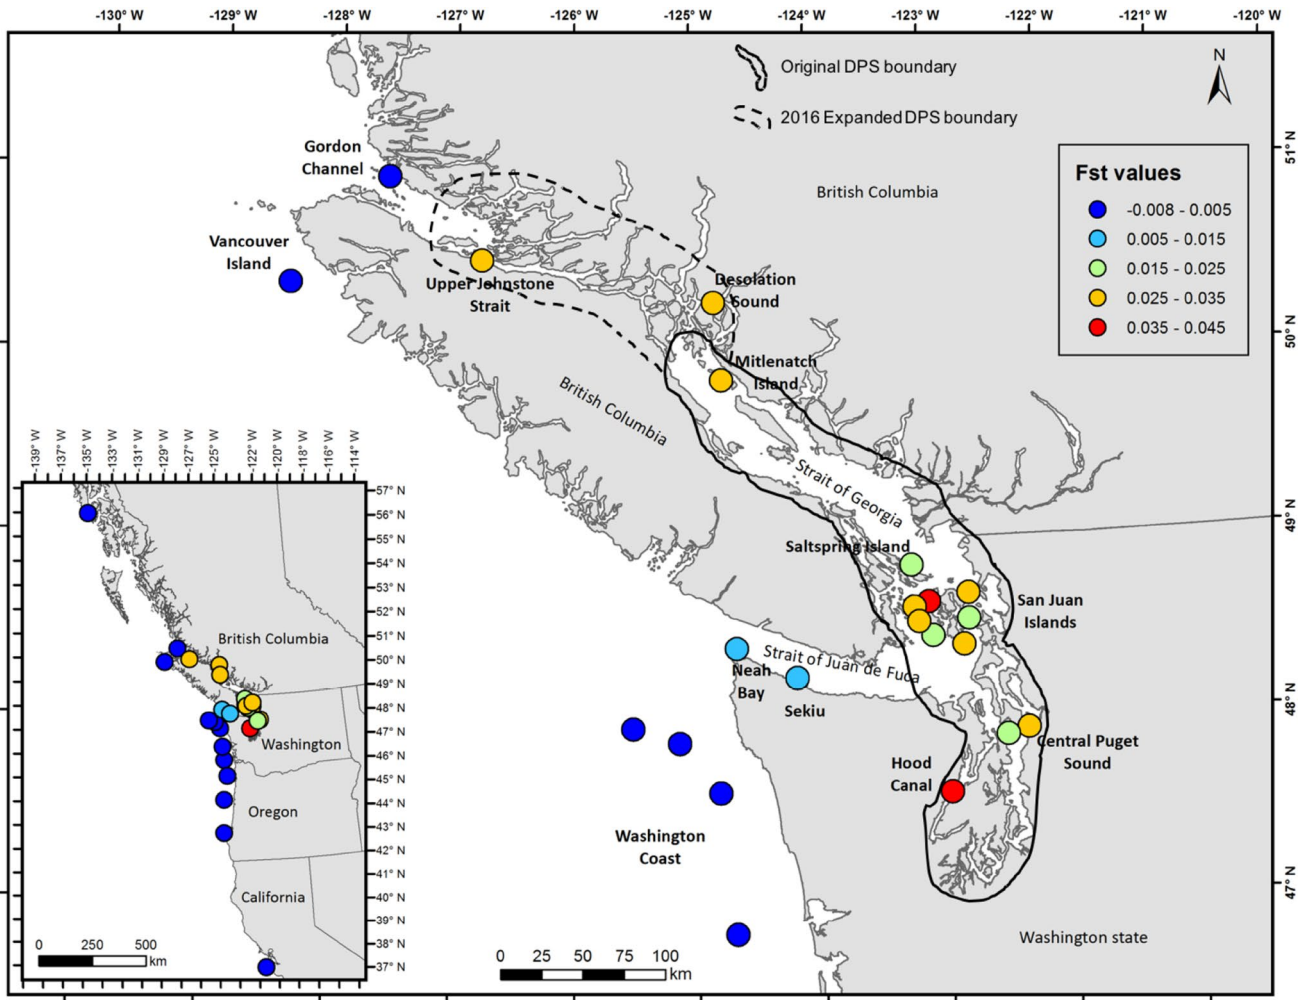 -130° W -129° W -128° W -127° W -126° W -125° W -124° W -123° W -122° W -121° W -120° W
Original DPS boundary
2016 Expanded DPS boundary
N
Gordon
Channel
British Columbia
Vancouver
Island
Upper Johnstone
Strait
Desolation
Sound
Mitlenatch
Island
British Columbia
Fst values
-0.008 - 0.005
0.005 - 0.015
0.015 - 0.025
0.025 - 0.035
0.035 - 0.045
51° N
50° N
49° N
48° N
47° N
Strait of Georgia
Saltspring Island
San Juan
Islands
Strait of Juan de Fuca
Neah
Bay
Sekiu
Hood
Canal
Central Puget
Sound
Washington
Coast
Washington state
0 25 50 75 100
km
-139° W -137° W -135° W -133° W -131° W -129° W -127° W -125° W -122° W -120° W -118° W -116° W -114° W
57° N
56° N
55° N
54° N
53° N
52° N
51° N
50° N
49° N
48° N
47° N
46° N
45° N
44° N
43° N
42° N
41° N
40° N
39° N
38° N
37° N
British Columbia
Washington
Oregon
California
0 250 500
km